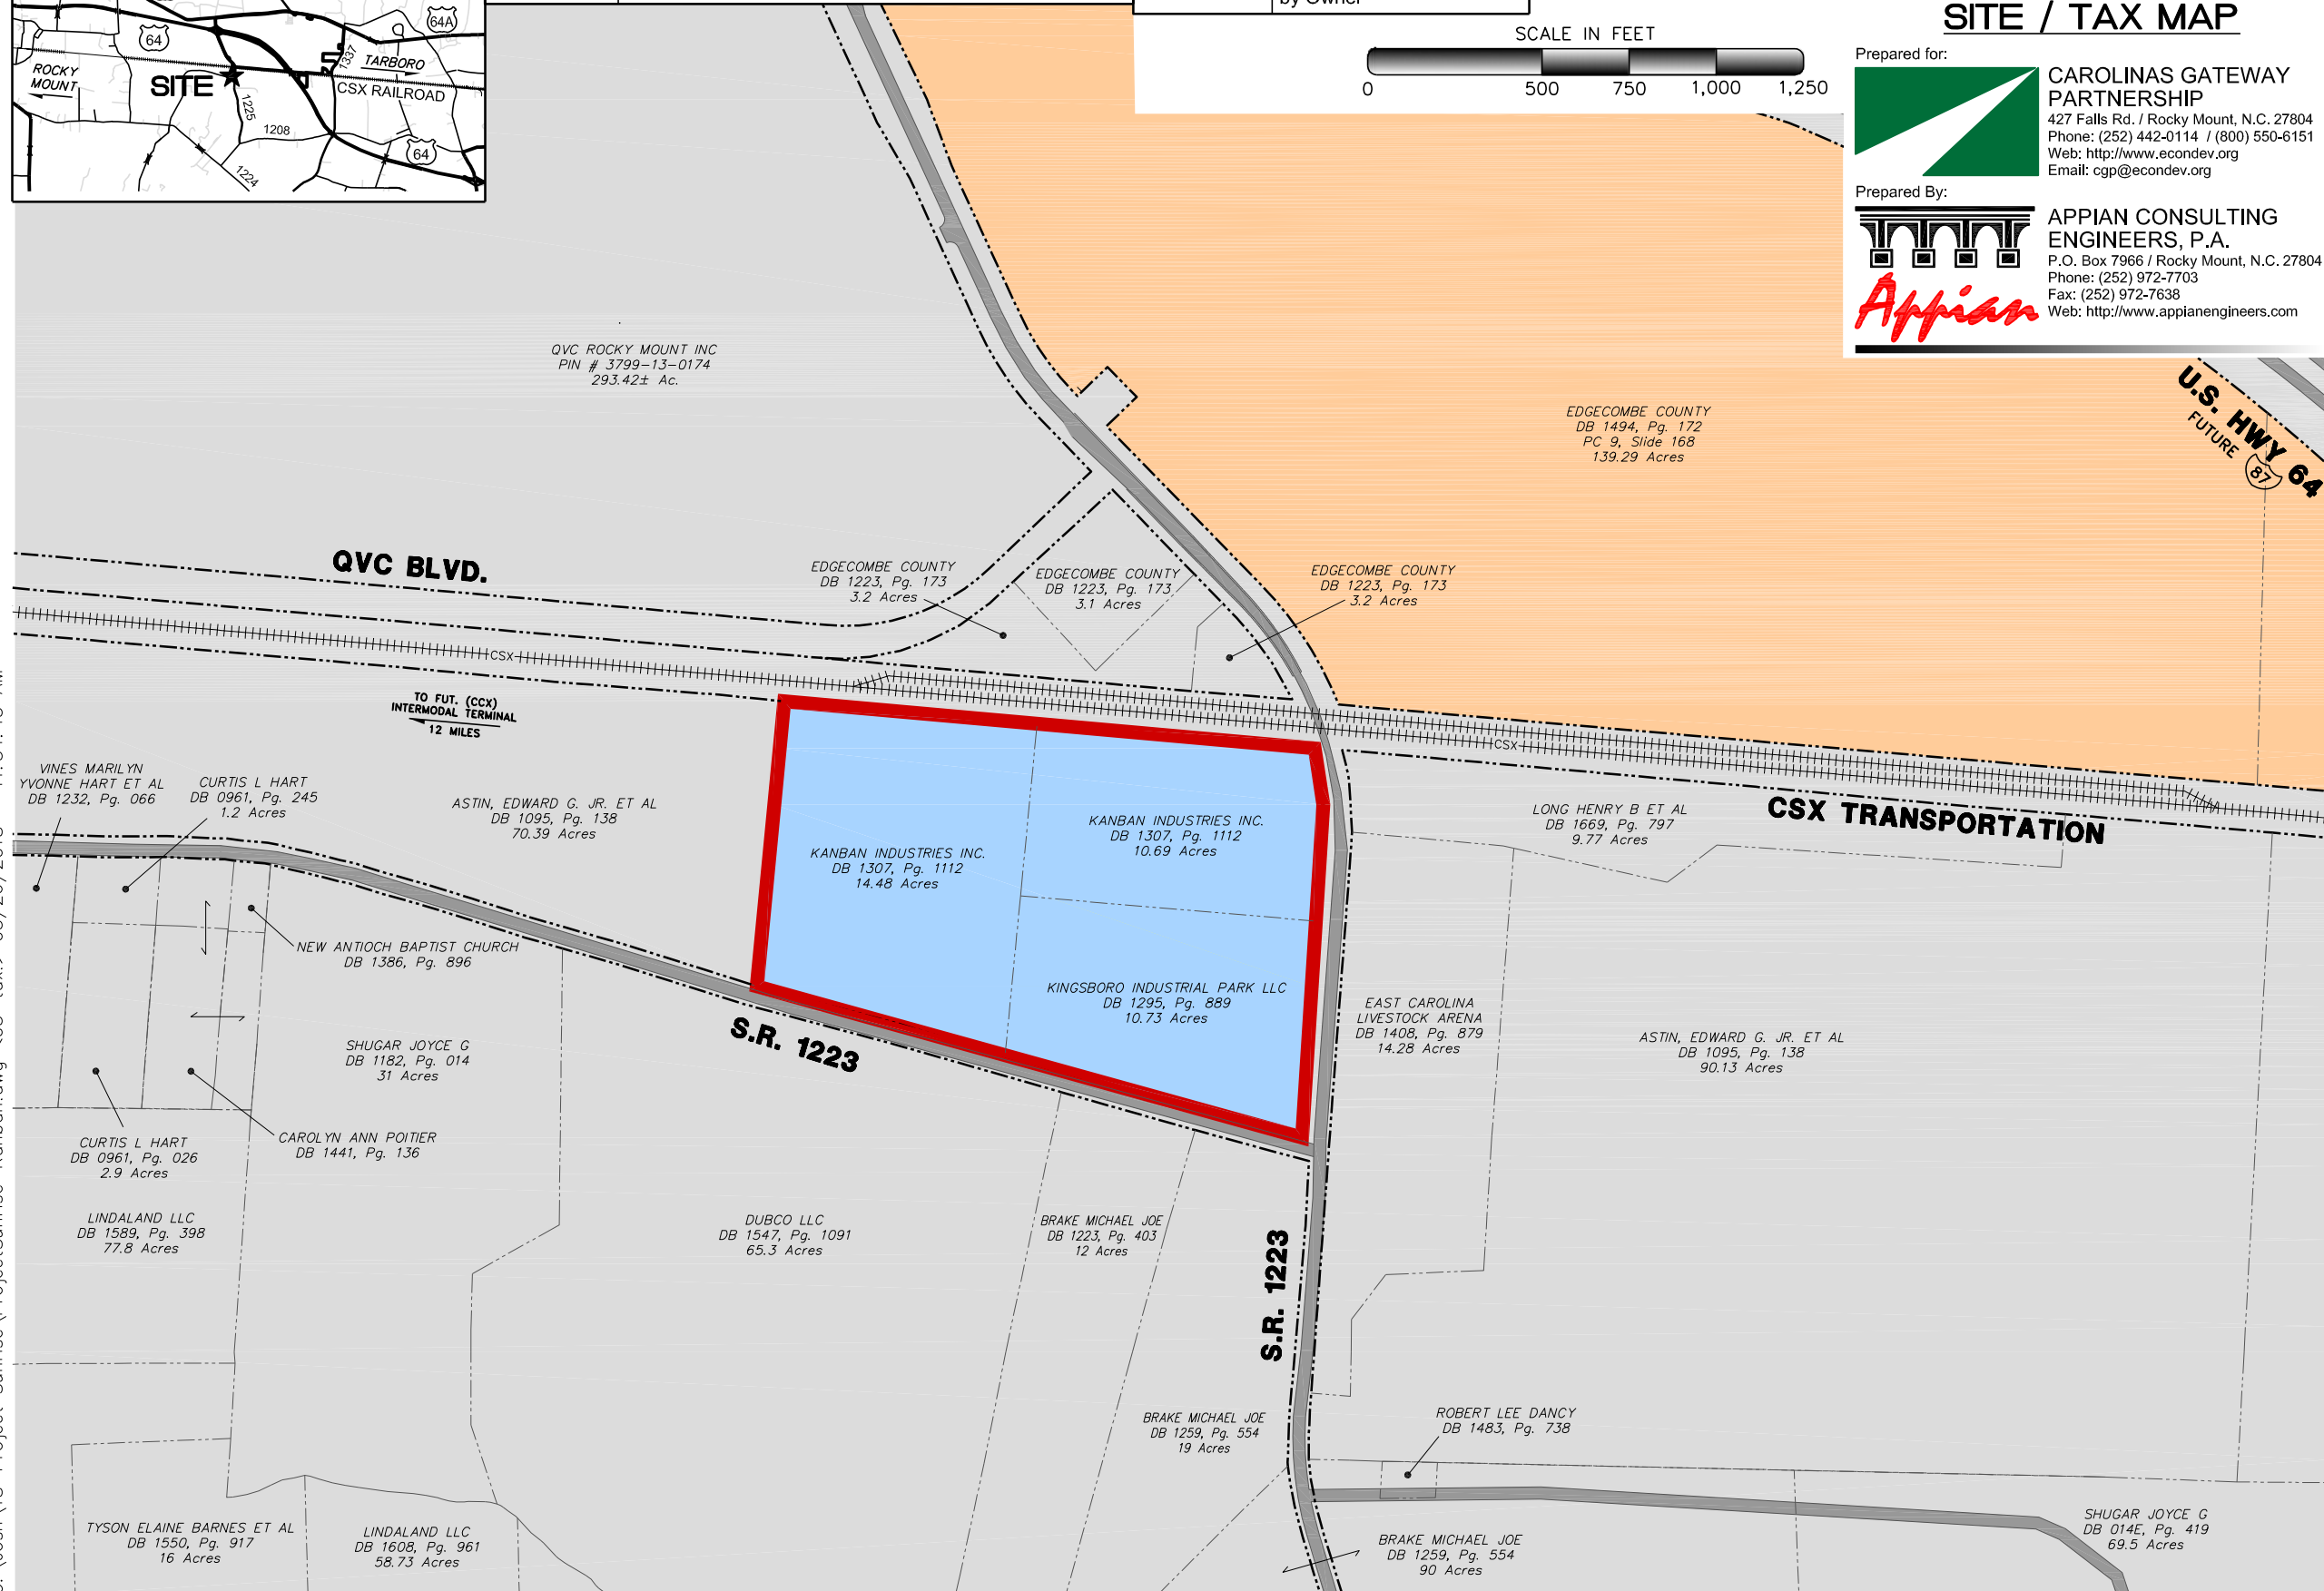 by Owner
64
64A
1337
TARBORO
ROCKY
MOUNT
SITE
CSX RAILROAD
1225
1208
64
1224
SCALE IN FEET
0 500 750 1,000 1,250
SITE / TAX MAP
Prepared for:
CAROLINAS GATEWAY
PARTNERSHIP
427 Falls Rd. / Rocky Mount, N.C. 27804
Phone: (252) 442-0114 / (800) 550-6151
Web: http://www.econdev.org
Email: cgp@econdev.org
Prepared By:
APPIAN CONSULTING
ENGINEERS, P.A.
P.O. Box 7966 / Rocky Mount, N.C. 27804
Phone: (252) 972-7703
Fax: (252) 972-7638
Web: http://www.appianengineers.com
Appian
QVC ROCKY MOUNT INC
PIN # 3799-13-0174
293.42± Ac.
EDGECOMBE COUNTY
DB 1494, Pg. 172
PC 9, Slide 168
139.29 Acres
U.S. HWY 64
FUTURE
87
QVC BLVD.
EDGECOMBE COUNTY
DB 1223, Pg. 173
3.2 Acres
EDGECOMBE COUNTY
DB 1223, Pg. 173
3.1 Acres
EDGECOMBE COUNTY
DB 1223, Pg. 173
3.2 Acres
CSX
TO FUT. (CCX)
INTERMODAL TERMINAL
12 MILES
CSX
CSX TRANSPORTATION
VINES MARILYN
YVONNE HART ET AL
DB 1232, Pg. 066
CURTIS L HART
DB 0961, Pg. 245
1.2 Acres
ASTIN, EDWARD G. JR. ET AL
DB 1095, Pg. 138
70.39 Acres
KANBAN INDUSTRIES INC.
DB 1307, Pg. 1112
14.48 Acres
KANBAN INDUSTRIES INC.
DB 1307, Pg. 1112
10.69 Acres
LONG HENRY B ET AL
DB 1669, Pg. 797
9.77 Acres
NEW ANTIOCH BAPTIST CHURCH
DB 1386, Pg. 896
KINGSBORO INDUSTRIAL PARK LLC
DB 1295, Pg. 889
10.73 Acres
EAST CAROLINA
LIVESTOCK ARENA
DB 1408, Pg. 879
14.28 Acres
ASTIN, EDWARD G. JR. ET AL
DB 1095, Pg. 138
90.13 Acres
S.R. 1223
SHUGAR JOYCE G
DB 1182, Pg. 014
31 Acres
CURTIS L HART
DB 0961, Pg. 026
2.9 Acres
CAROLYN ANN POITIER
DB 1441, Pg. 136
LINDALAND LLC
DB 1589, Pg. 398
77.8 Acres
DUBCO LLC
DB 1547, Pg. 1091
65.3 Acres
BRAKE MICHAEL JOE
DB 1223, Pg. 403
12 Acres
S.R. 1223
BRAKE MICHAEL JOE
DB 1259, Pg. 554
19 Acres
ROBERT LEE DANCY
DB 1483, Pg. 738
TYSON ELAINE BARNES ET AL
DB 1550, Pg. 917
16 Acres
LINDALAND LLC
DB 1608, Pg. 961
58.73 Acres
BRAKE MICHAEL JOE
DB 1259, Pg. 554
90 Acres
SHUGAR JOYCE G
DB 014E, Pg. 419
69.5 Acres